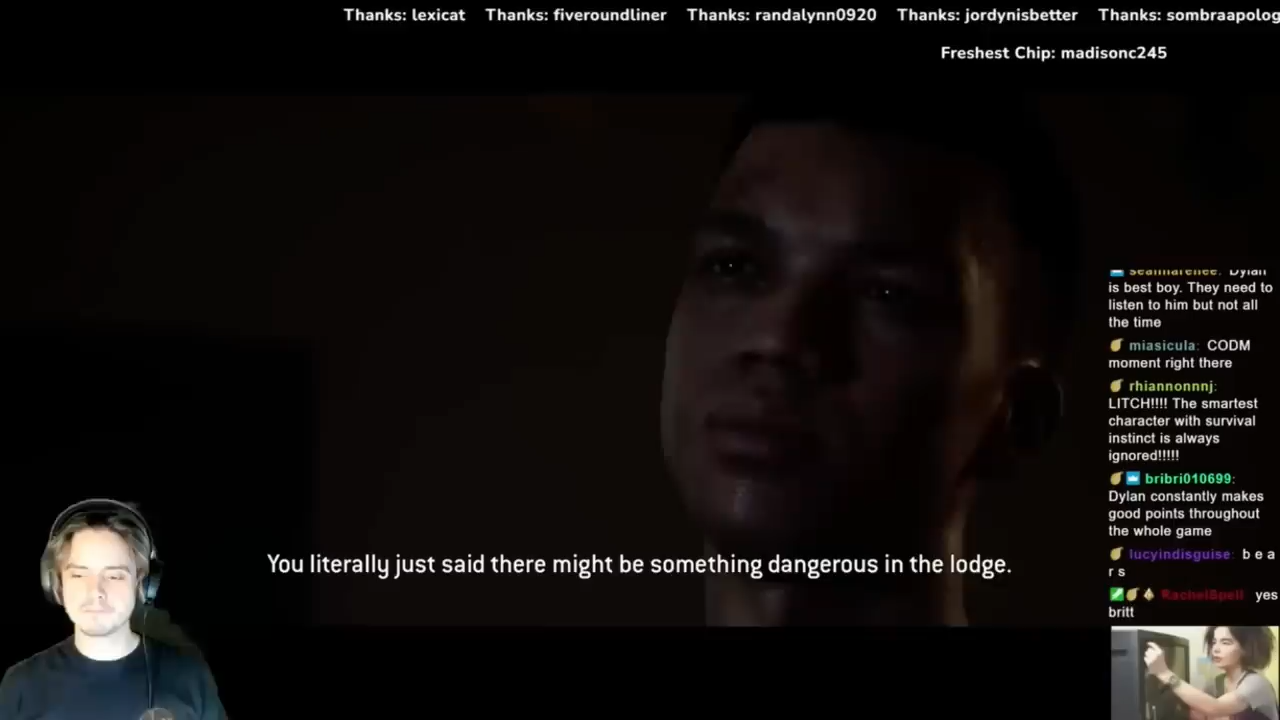 Thanks: lexicat Thanks: fiveroundliner Thanks: randalynn0920 Thanks: jordynisbetter Thanks: sombraapolog
Freshest Chip: madisonc245
seannarenee: Dylan
is best boy. They need to
listen to him but not all
the time
miasicula: CODM
moment right there
rhiannonnnj:
LITCH!!!! The smartest
character with survival
instinct is always
ignored!!!!!
bribri010699:
Dylan constantly makes
good points throughout
the whole game
lucyindisguise: b e a
r s
RachelSpell: yes
britt
You literally just said there might be something dangerous in the lodge.